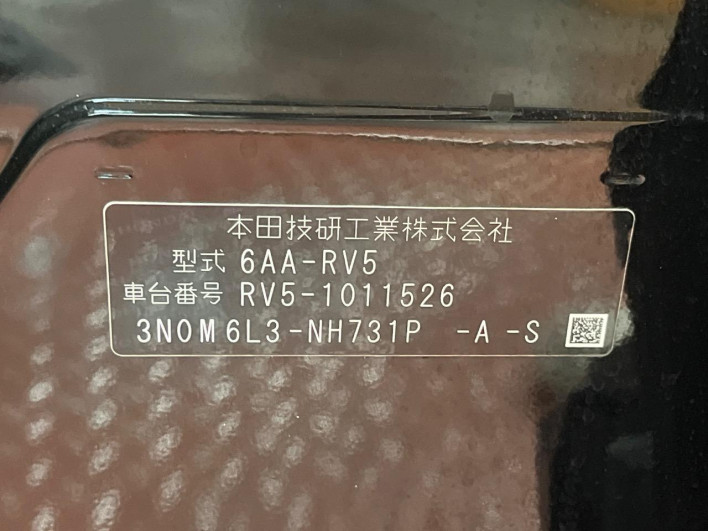 本田技研工業株式会社
型式 6AA-RV5
車台番号 RV5-1011526
3N0M6L3-NH731P -A -S